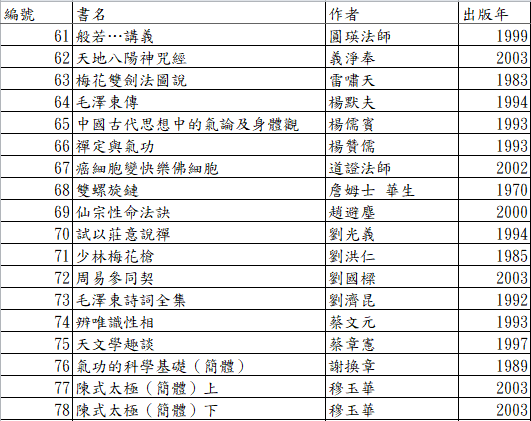 編號 書名 作者 出版年
61 般若…講義 圓瑛法師 1999
62 天地八陽神咒經 義淨奉 2003
63 梅花雙劍法圖說 雷嘯天 1983
64 毛澤東傳 楊默夫 1994
65 中國古代思想中的氣論及身體觀 楊儒賓 1993
66 禪定與氣功 楊贊儒 1993
67 癌細胞變快樂佛細胞 道證法師 2002
68 雙螺旋鏈 詹姆士 華生 1970
69 仙宗性命法訣 趙避塵 2000
70 試以莊意說禪 劉光義 1994
71 少林梅花槍 劉洪仁 1985
72 周易參同契 劉國樑 2003
73 毛澤東詩詞全集 劉濟昆 1992
74 辨唯識性相 蔡文元 1993
75 天文學趣談 蔡章憲 1997
76 氣功的科學基礎（簡體） 謝換章 1989
77 陳式太極（簡體）上 穆玉華 2003
78 陳式太極（簡體）下 穆玉華 2003